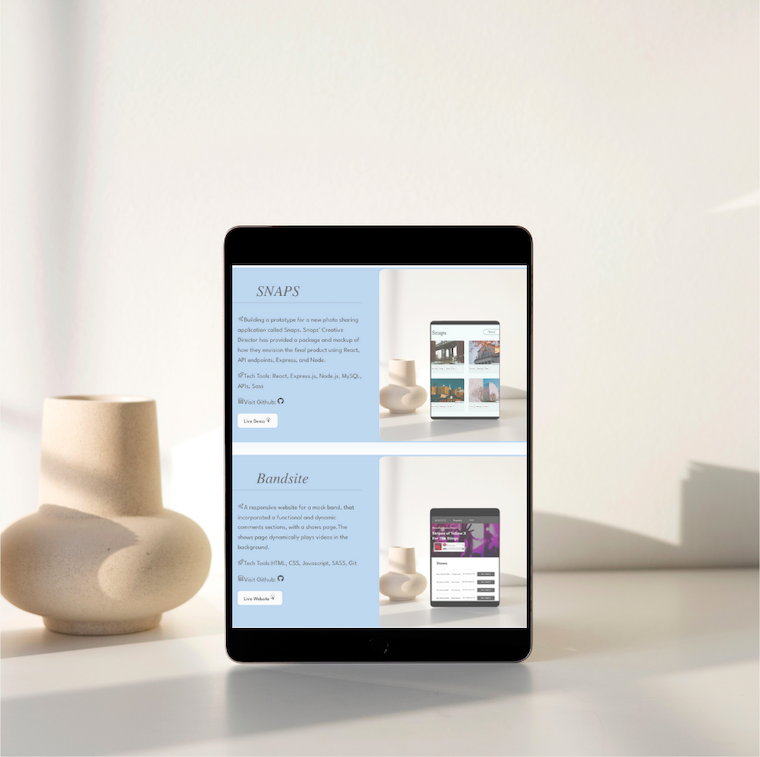 SNAPS
Building a prototype for a new photo sharing
application called Snaps. Snaps' Creative
Director has provided a package and mockup of
how they envision the final product using React,
API endpoints, Express, and Node.
Tech Tools: React, Express.js, Node.js, MySQL,
APIs, Sass
Visit Github:
Live Demo
Snaps
Bandsite
A responsive website for a mock band, that
incorporated a functional and dynamic
comments sections, with a shows page.The
shows page dynamically plays videos in the
background.
Tech Tools:HTML, CSS, Javascript, SASS, Git
Visit Github:
Live Website
Shows